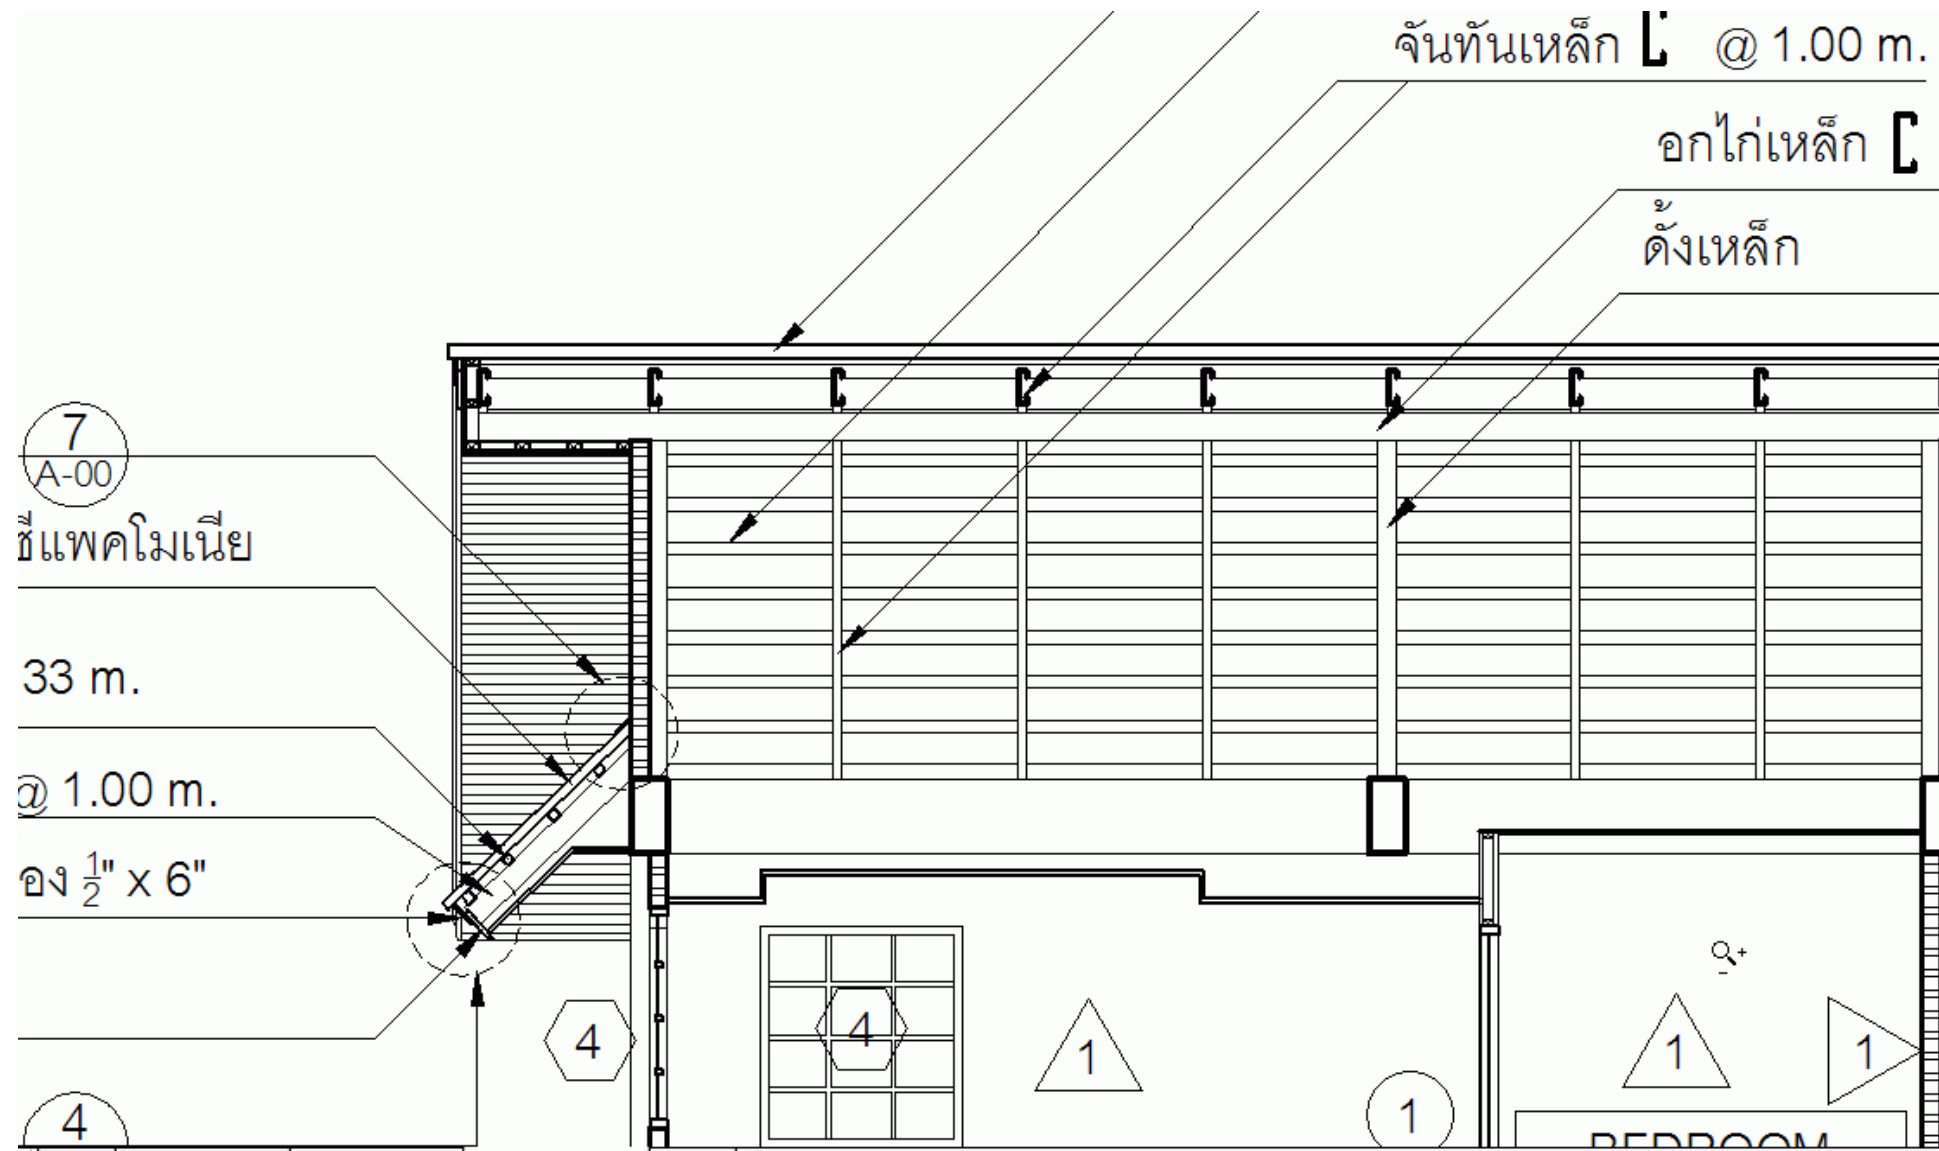 จันทันเหล็ก @ 1.00 m.
อกไก่เหล็ก
ดั้งเหล็ก
7
A-00
ซีแพคโมเนีย
33 m.
@ 1.00 m.
อง 1/2" x 6"
4
4
1
1
1
4
1
BEDROOM